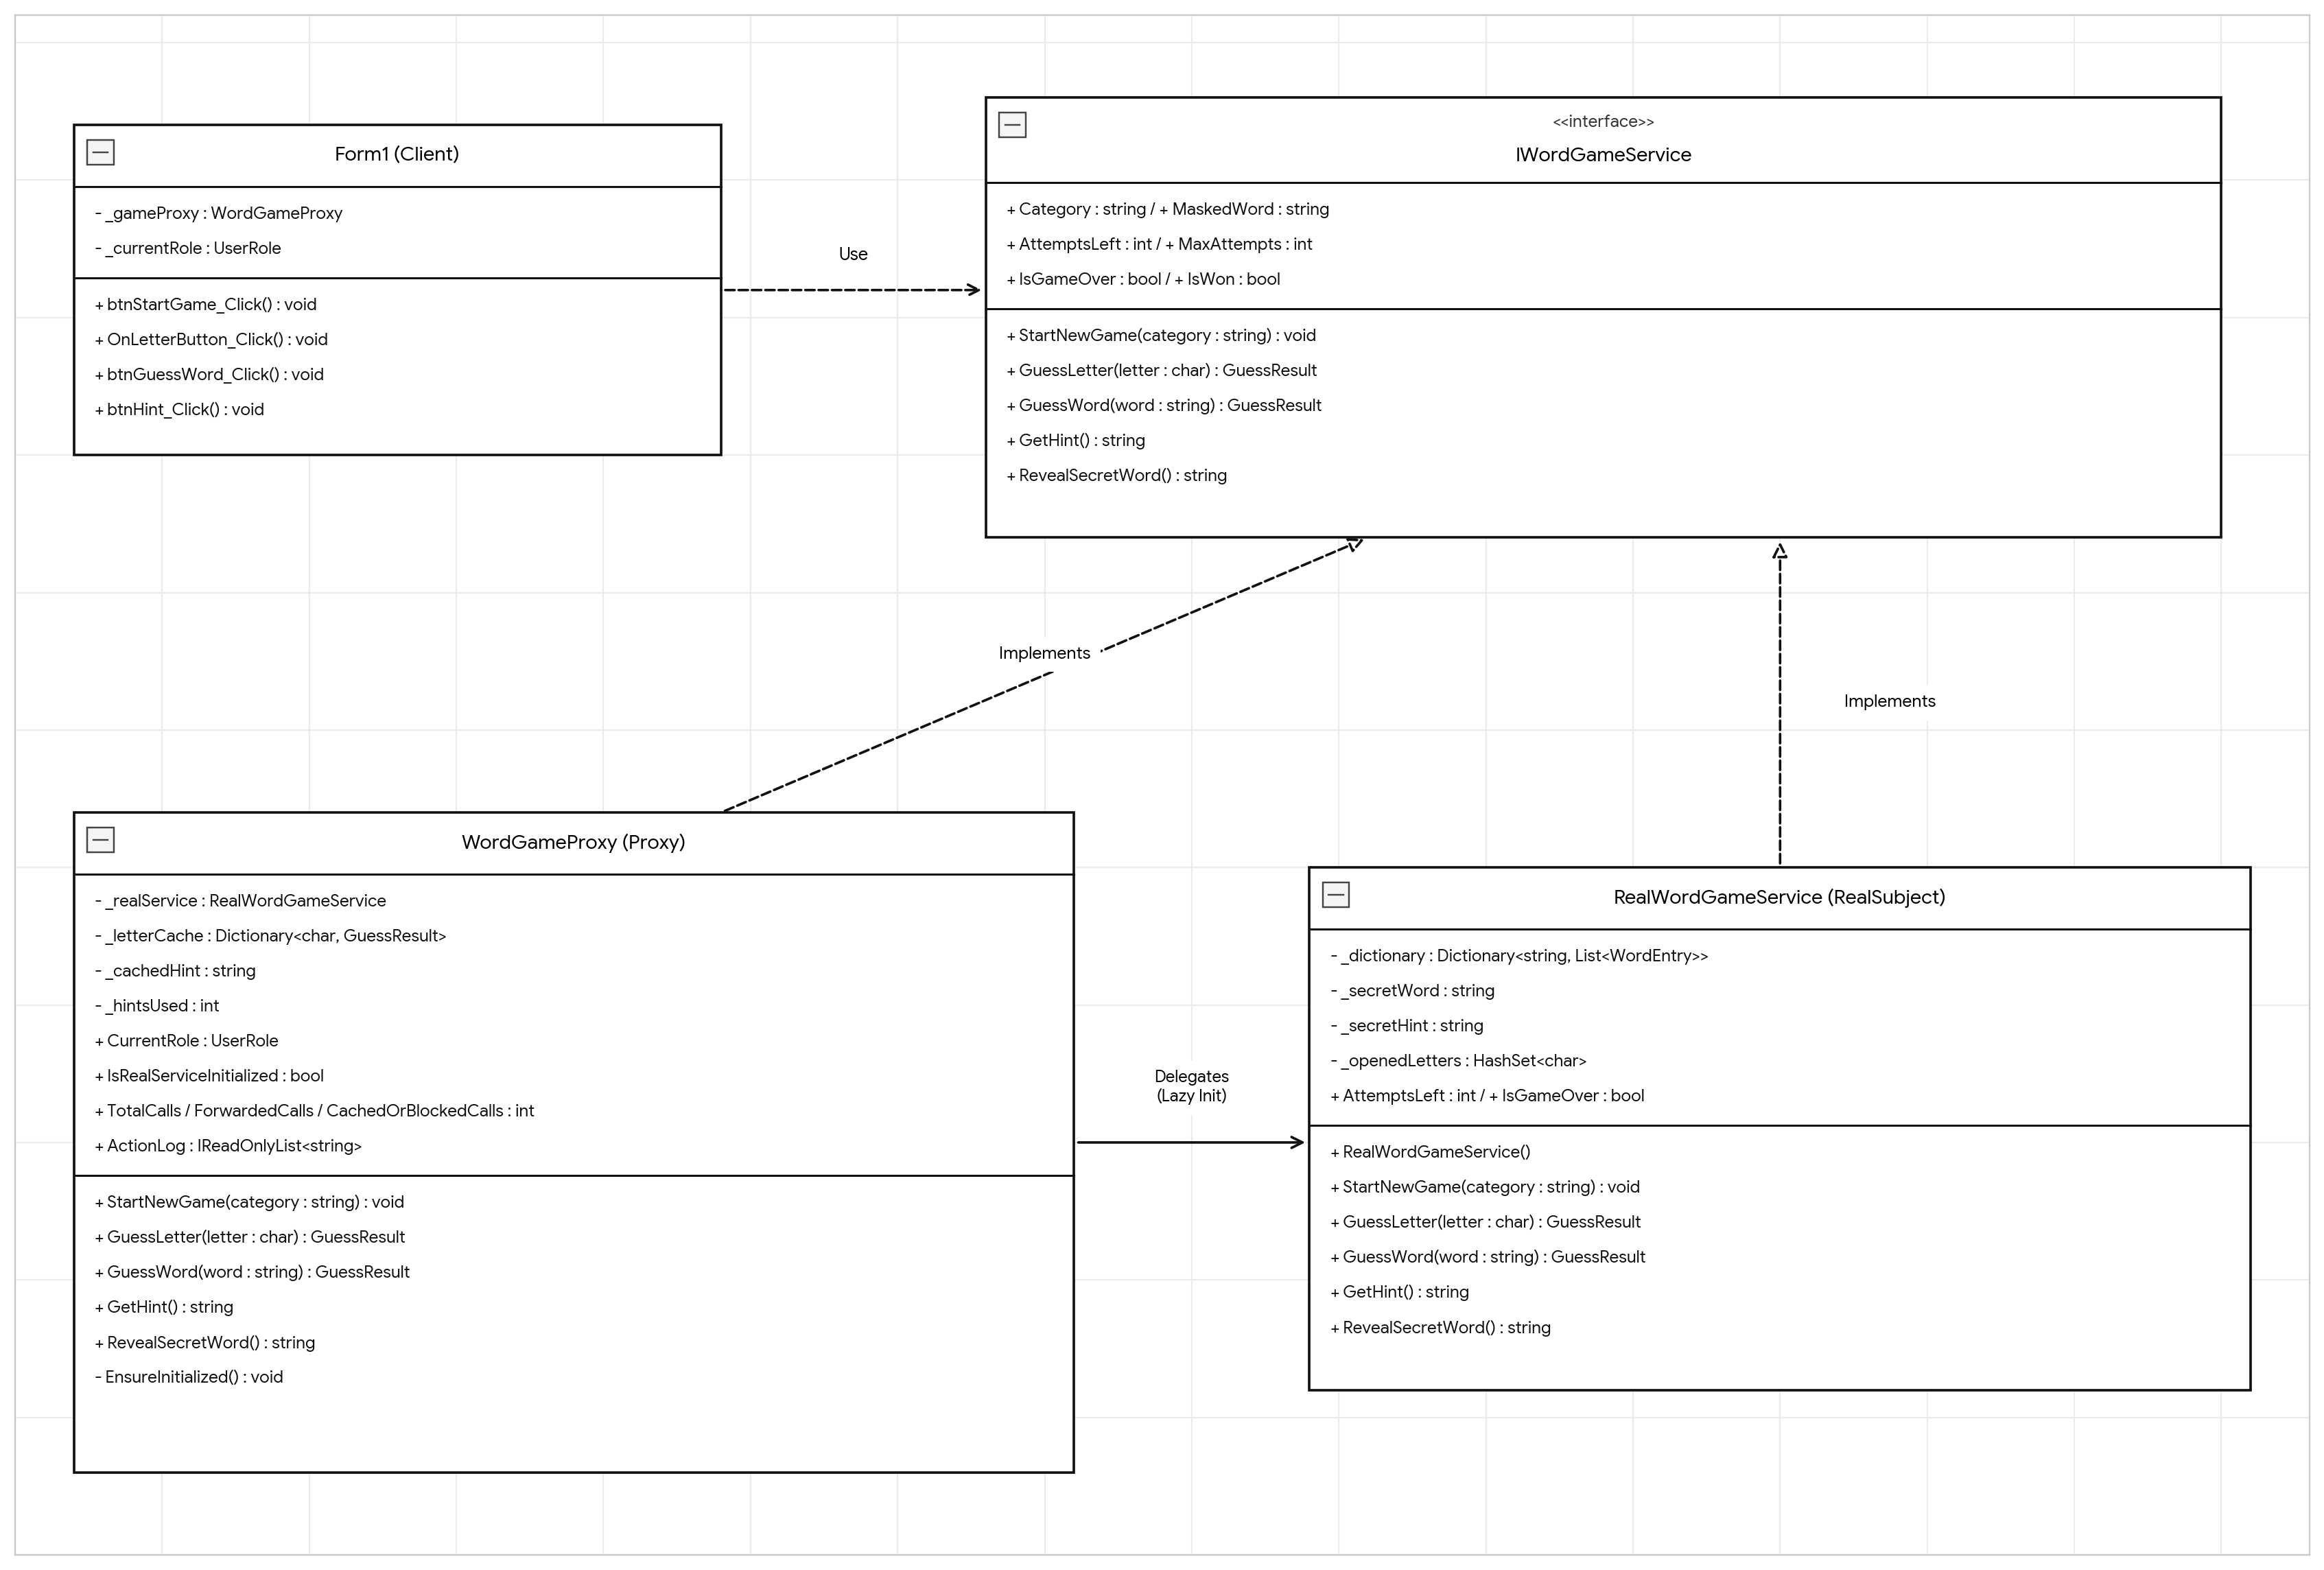 Form1 (Client)
- _gameProxy : WordGameProxy
- _currentRole : UserRole
+ btnStartGame_Click() : void
+ OnLetterButton_Click() : void
+ btnGuessWord_Click() : void
+ btnHint_Click() : void
Use
<<interface>>
IWordGameService
+ Category : string / + MaskedWord : string
+ AttemptsLeft : int / + MaxAttempts : int
+ IsGameOver : bool / + IsWon : bool
+ StartNewGame(category : string) : void
+ GuessLetter(letter : char) : GuessResult
+ GuessWord(word : string) : GuessResult
+ GetHint() : string
+ RevealSecretWord() : string
Implements
Implements
WordGameProxy (Proxy)
- _realService : RealWordGameService
- _letterCache : Dictionary<char, GuessResult>
- _cachedHint : string
- _hintsUsed : int
+ CurrentRole : UserRole
+ IsRealServiceInitialized : bool
+ TotalCalls / ForwardedCalls / CachedOrBlockedCalls : int
+ ActionLog : IReadOnlyList<string>
+ StartNewGame(category : string) : void
+ GuessLetter(letter : char) : GuessResult
+ GuessWord(word : string) : GuessResult
+ GetHint() : string
+ RevealSecretWord() : string
- EnsureInitialized() : void
Delegates
(Lazy Init)
RealWordGameService (RealSubject)
- _dictionary : Dictionary<string, List<WordEntry>>
- _secretWord : string
- _secretHint : string
- _openedLetters : HashSet<char>
+ AttemptsLeft : int / + IsGameOver : bool
+ RealWordGameService()
+ StartNewGame(category : string) : void
+ GuessLetter(letter : char) : GuessResult
+ GuessWord(word : string) : GuessResult
+ GetHint() : string
+ RevealSecretWord() : string